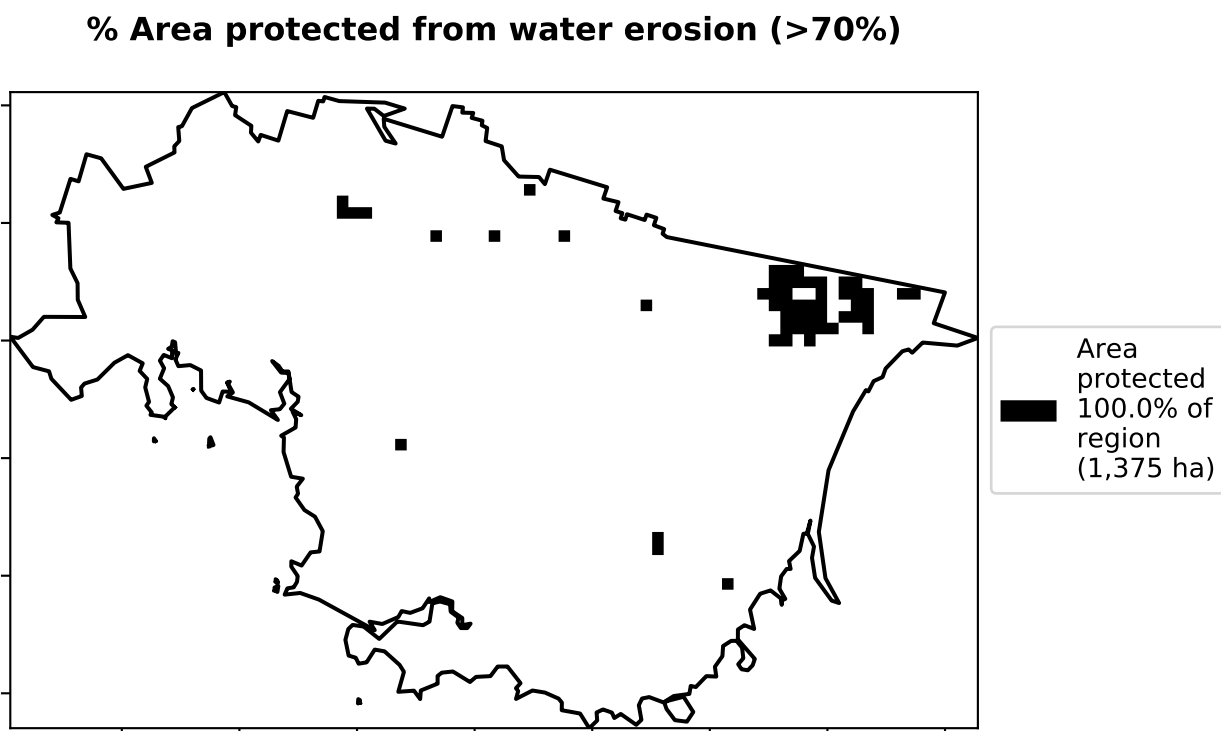 % Area protected from water erosion (>70%)
Area
protected
100.0% of
region
(1,375 ha)